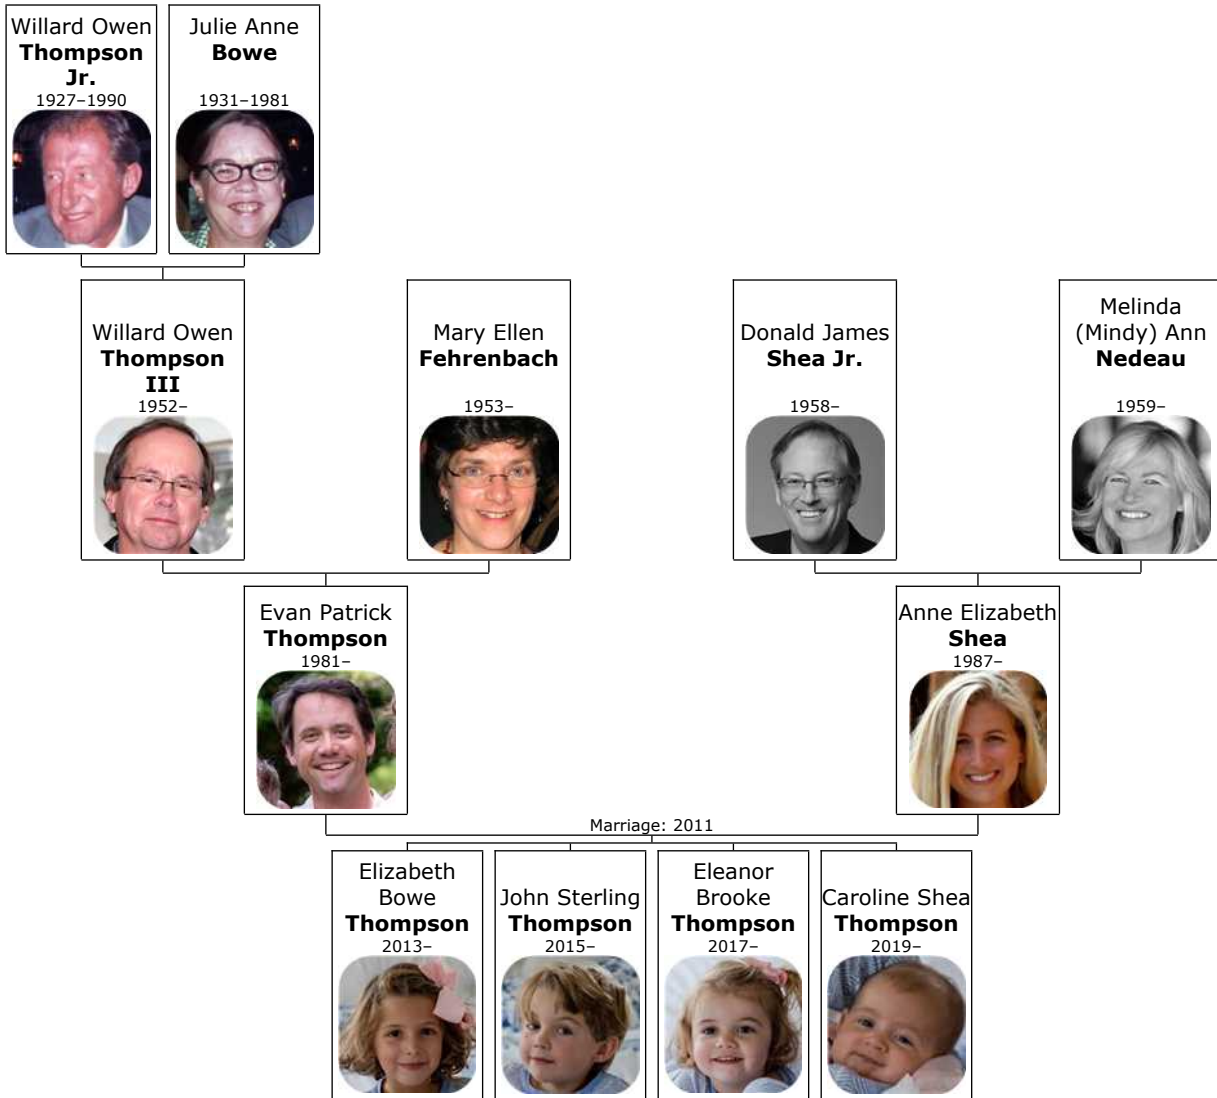 Willard Owen
Thompson
Jr.
1927–1990
Julie Anne
Bowe
1931–1981
Willard Owen
Thompson
III
1952–
Mary Ellen
Fehrenbach
1953–
Donald James
Shea Jr.
1958–
Melinda
(Mindy) Ann
Nedeau
1959–
Evan Patrick
Thompson
1981–
Anne Elizabeth
Shea
1987–
Marriage: 2011
Elizabeth
Bowe
Thompson
2013–
John Sterling
Thompson
2015–
Eleanor
Brooke
Thompson
2017–
Caroline Shea
Thompson
2019–